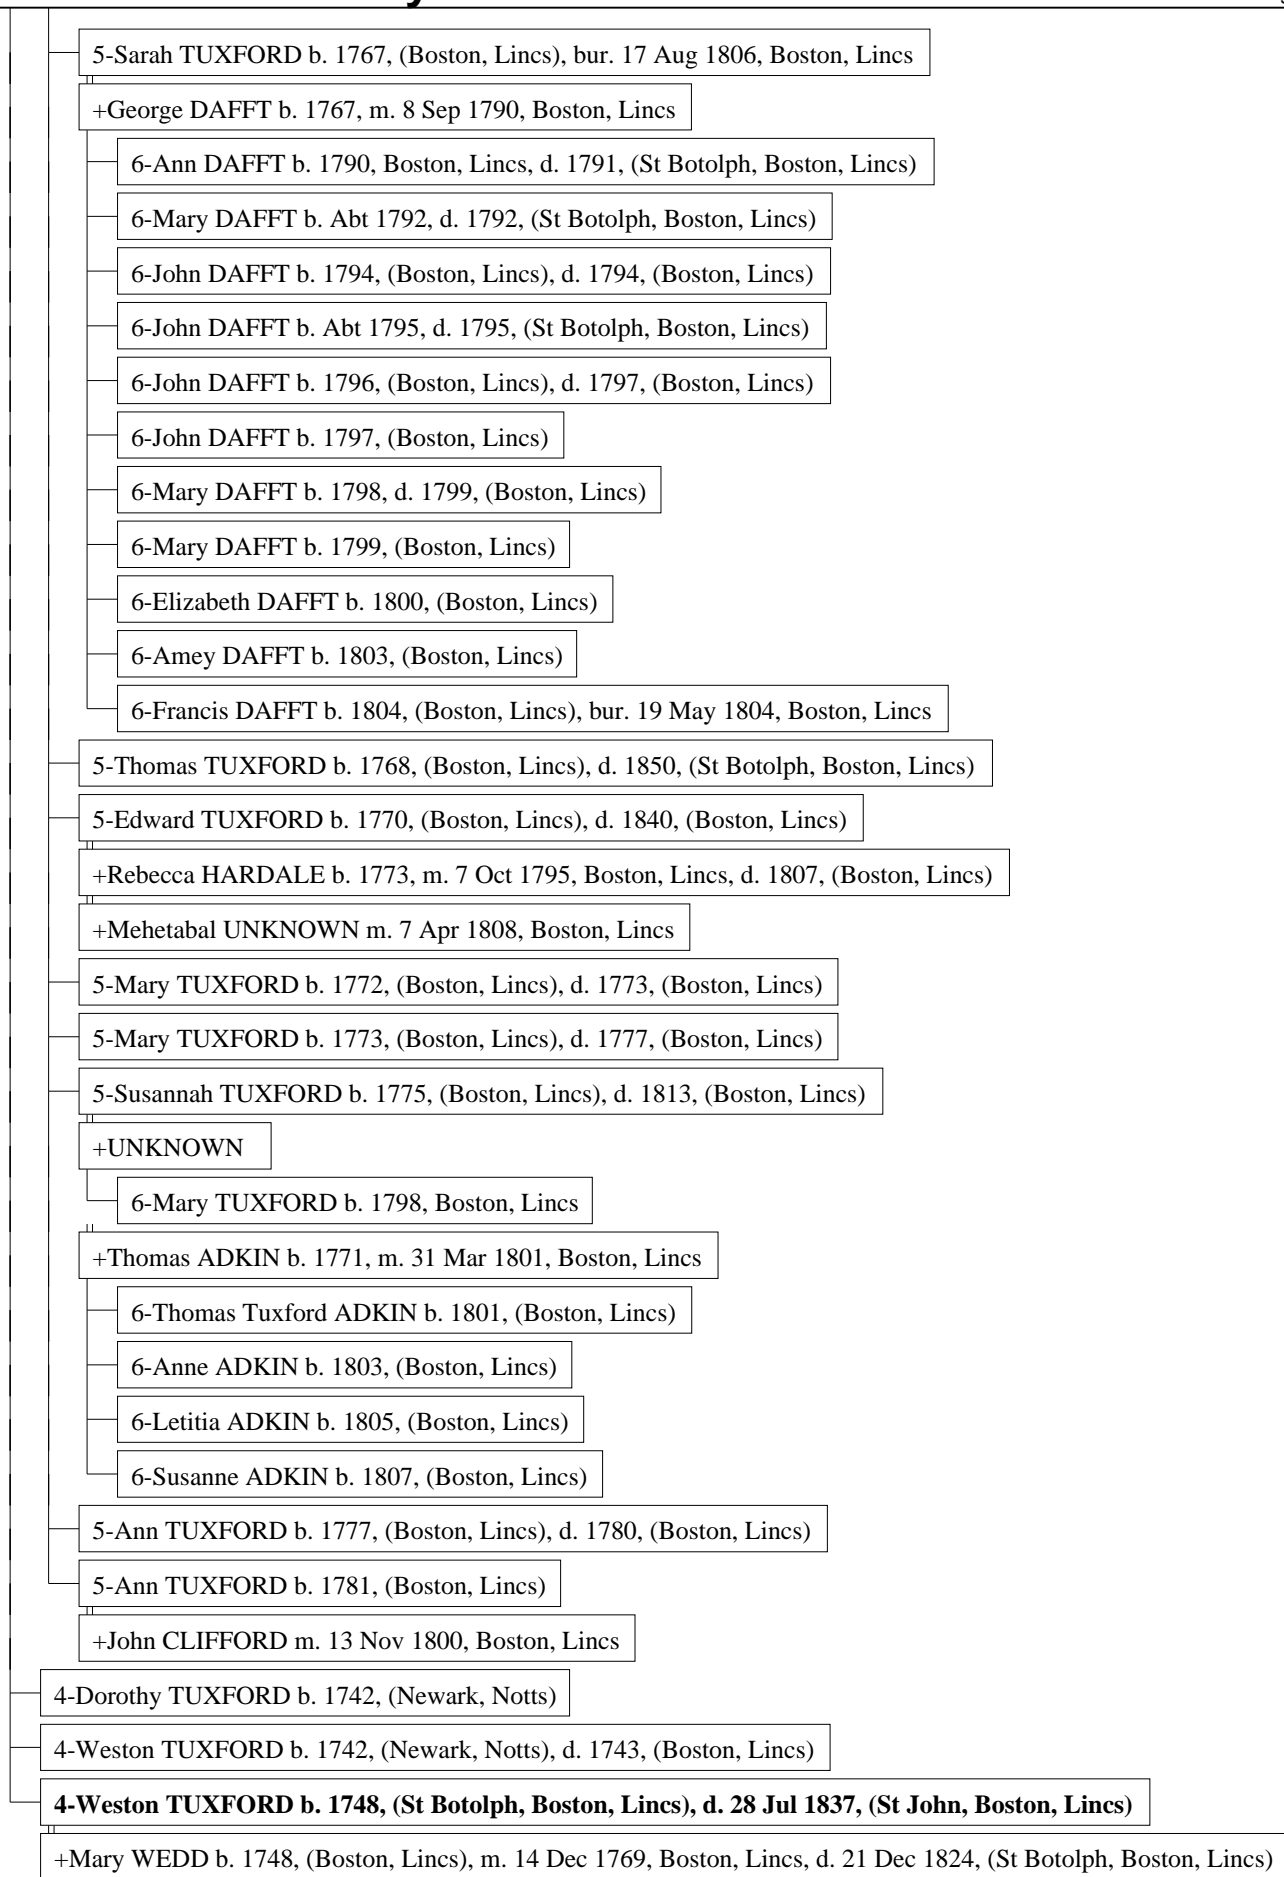 5-Sarah TUXFORD b. 1767, (Boston, Lincs), bur. 17 Aug 1806, Boston, Lincs
+George DAFFT b. 1767, m. 8 Sep 1790, Boston, Lincs
6-Ann DAFFT b. 1790, Boston, Lincs, d. 1791, (St Botolph, Boston, Lincs)
6-Mary DAFFT b. Abt 1792, d. 1792, (St Botolph, Boston, Lincs)
6-John DAFFT b. 1794, (Boston, Lincs), d. 1794, (Boston, Lincs)
6-John DAFFT b. Abt 1795, d. 1795, (St Botolph, Boston, Lincs)
6-John DAFFT b. 1796, (Boston, Lincs), d. 1797, (Boston, Lincs)
6-John DAFFT b. 1797, (Boston, Lincs)
6-Mary DAFFT b. 1798, d. 1799, (Boston, Lincs)
6-Mary DAFFT b. 1799, (Boston, Lincs)
6-Elizabeth DAFFT b. 1800, (Boston, Lincs)
6-Amey DAFFT b. 1803, (Boston, Lincs)
6-Francis DAFFT b. 1804, (Boston, Lincs), bur. 19 May 1804, Boston, Lincs
5-Thomas TUXFORD b. 1768, (Boston, Lincs), d. 1850, (St Botolph, Boston, Lincs)
5-Edward TUXFORD b. 1770, (Boston, Lincs), d. 1840, (Boston, Lincs)
+Rebecca HARDALE b. 1773, m. 7 Oct 1795, Boston, Lincs, d. 1807, (Boston, Lincs)
+Mehetabal UNKNOWN m. 7 Apr 1808, Boston, Lincs
5-Mary TUXFORD b. 1772, (Boston, Lincs), d. 1773, (Boston, Lincs)
5-Mary TUXFORD b. 1773, (Boston, Lincs), d. 1777, (Boston, Lincs)
5-Susannah TUXFORD b. 1775, (Boston, Lincs), d. 1813, (Boston, Lincs)
+UNKNOWN
6-Mary TUXFORD b. 1798, Boston, Lincs
+Thomas ADKIN b. 1771, m. 31 Mar 1801, Boston, Lincs
6-Thomas Tuxford ADKIN b. 1801, (Boston, Lincs)
6-Anne ADKIN b. 1803, (Boston, Lincs)
6-Letitia ADKIN b. 1805, (Boston, Lincs)
6-Susanne ADKIN b. 1807, (Boston, Lincs)
5-Ann TUXFORD b. 1777, (Boston, Lincs), d. 1780, (Boston, Lincs)
5-Ann TUXFORD b. 1781, (Boston, Lincs)
+John CLIFFORD m. 13 Nov 1800, Boston, Lincs
4-Dorothy TUXFORD b. 1742, (Newark, Notts)
4-Weston TUXFORD b. 1742, (Newark, Notts), d. 1743, (Boston, Lincs)
4-Weston TUXFORD b. 1748, (St Botolph, Boston, Lincs), d. 28 Jul 1837, (St John, Boston, Lincs)
+Mary WEDD b. 1748, (Boston, Lincs), m. 14 Dec 1769, Boston, Lincs, d. 21 Dec 1824, (St Botolph, Boston, Lincs)